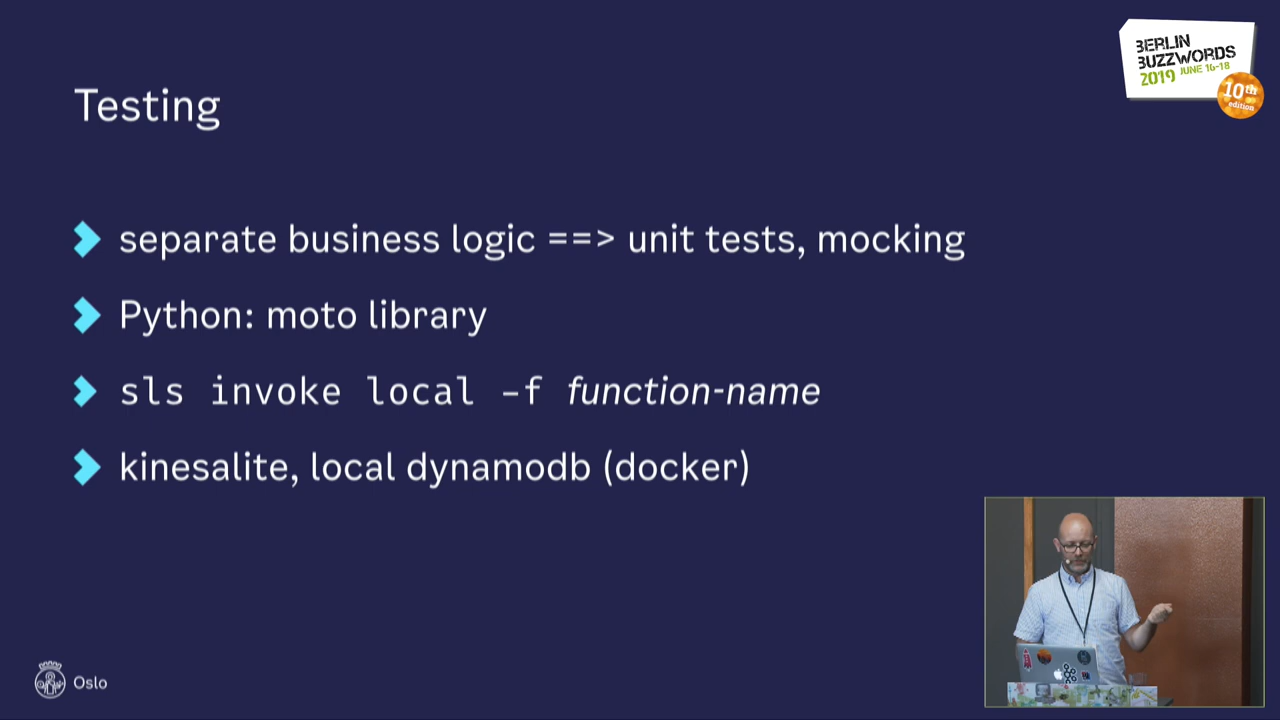 BERLIN
BUZZWORDS
2019 JUNE 16-18
10th
edition
Testing
separate business logic ==> unit tests, mocking
Python: moto library
sls invoke local -f function-name
kinesalite, local dynamodb (docker)
Oslo